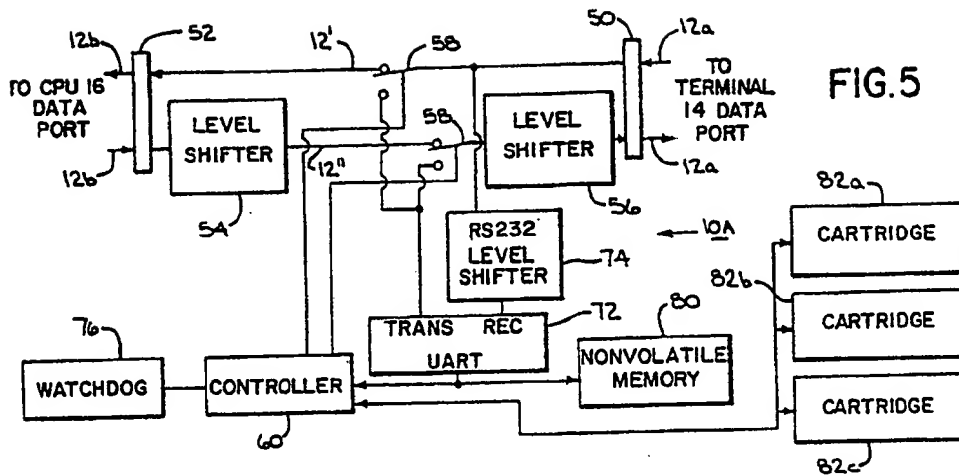 52
50
12b
12'
58
12a
TO CPU 16
DATA
PORT
TO
TERMINAL
14 DATA
PORT
FIG.5
LEVEL
SHIFTER
58
LEVEL
SHIFTER
12b
12"
12a
54
56
82a
RS232
LEVEL
SHIFTER
74
10A
CARTRIDGE
82b
76
TRANS REC
UART
72
80
CARTRIDGE
WATCHDOG
CONTROLLER
NONVOLATILE
MEMORY
CARTRIDGE
60
82c